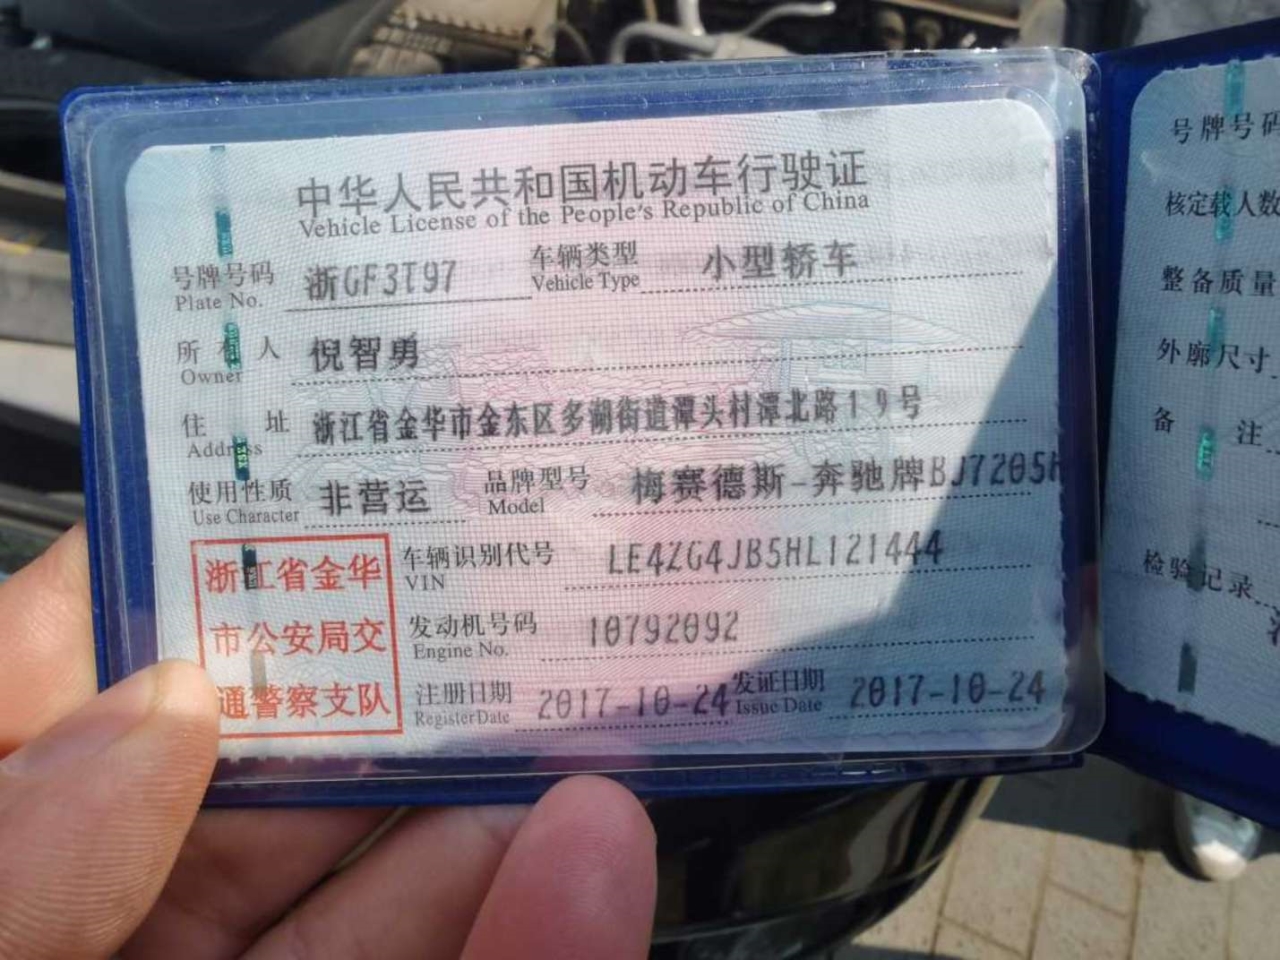 中华人民共和国机动车行驶证
Vehicle License of the People's Republic of China
号牌号码 浙GF3T97 车辆类型 小型轿车
Plate No. Vehicle Type
所有人 倪智勇
Owner
住址 浙江省金华市金东区多湖街道潭头村潭北路19号
Address
使用性质 非营运 品牌型号 梅赛德斯-奔驰牌BJ7205H
Use Character Model
浙江省金华
市公安局交
通警察支队
车辆识别代号 LE4ZG4JB5HL121444
VIN
发动机号码 10792092
Engine No.
注册日期 2017-10-24 发证日期 2017-10-24
Register Date Issue Date
号牌号码
核定载人数
整备质量
外廓尺寸
备注
检验记录